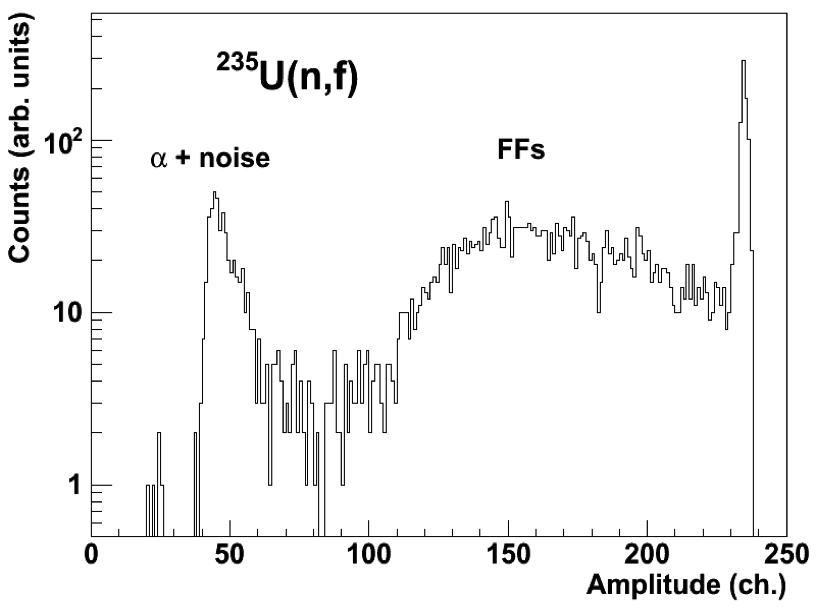 ²³⁵U(n,f)
α + noise
FFs
Counts (arb. units)
10²
10
1
0 50 100 150 200 250
Amplitude (ch.)